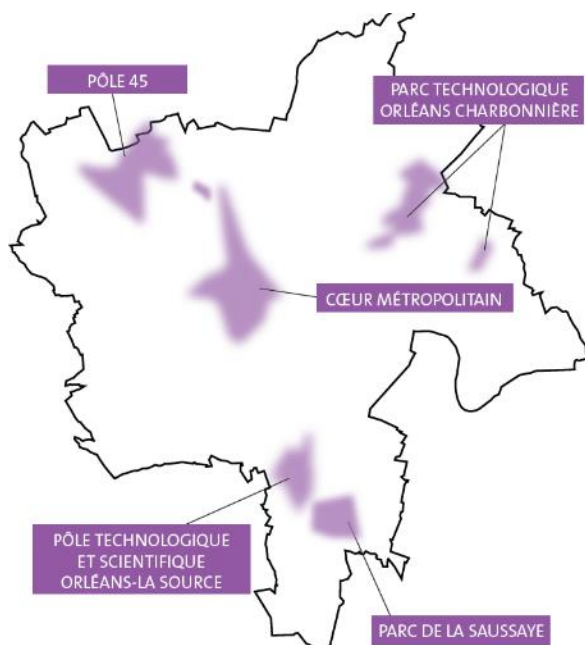 PÔLE 45
PARC TECHNOLOGIQUE
ORLÉANS CHARBONNIÈRE
CŒUR MÉTROPOLITAIN
PÔLE TECHNOLOGIQUE
ET SCIENTIFIQUE
ORLÉANS-LA SOURCE
PARC DE LA SAUSSAYE